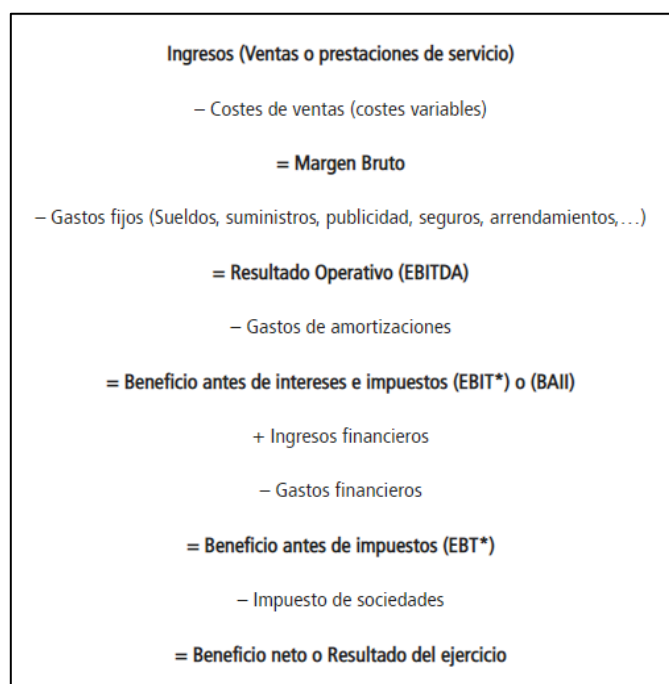 Ingresos (Ventas o prestaciones de servicio)
– Costes de ventas (costes variables)
= Margen Bruto
– Gastos fijos (Sueldos, suministros, publicidad, seguros, arrendamientos,…)
= Resultado Operativo (EBITDA)
– Gastos de amortizaciones
= Beneficio antes de intereses e impuestos (EBIT*) o (BAII)
+ Ingresos financieros
– Gastos financieros
= Beneficio antes de impuestos (EBT*)
– Impuesto de sociedades
= Beneficio neto o Resultado del ejercicio